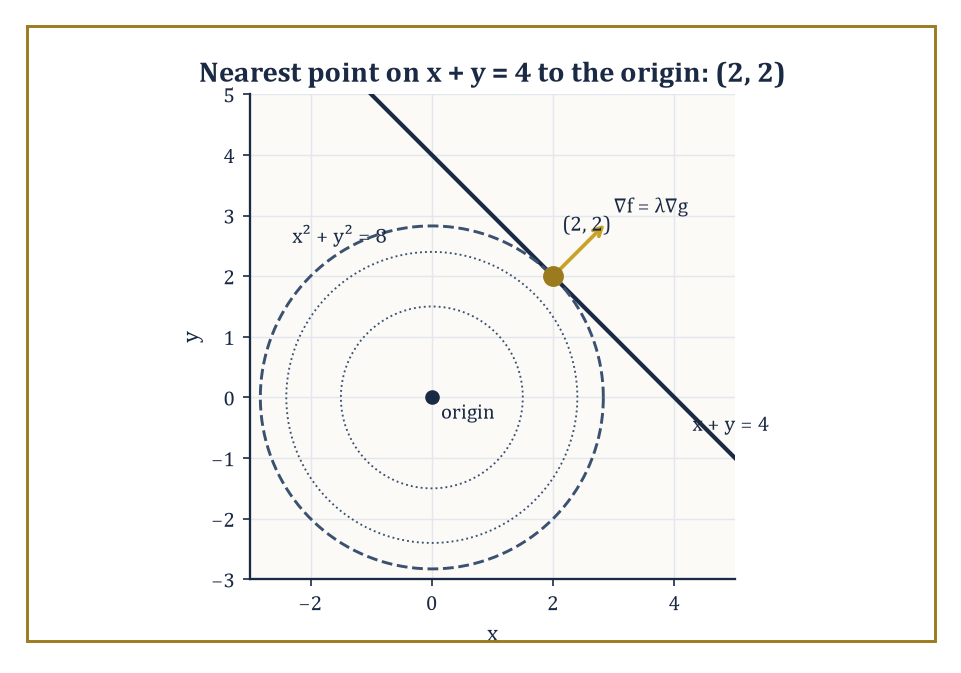 Nearest point on x + y = 4 to the origin: (2, 2)
5
4
3
2
1
0
−1
−2
−3
y
x² + y² = 8
∇f = λ∇g
(2, 2)
origin
x + y = 4
−2
0
2
4
x